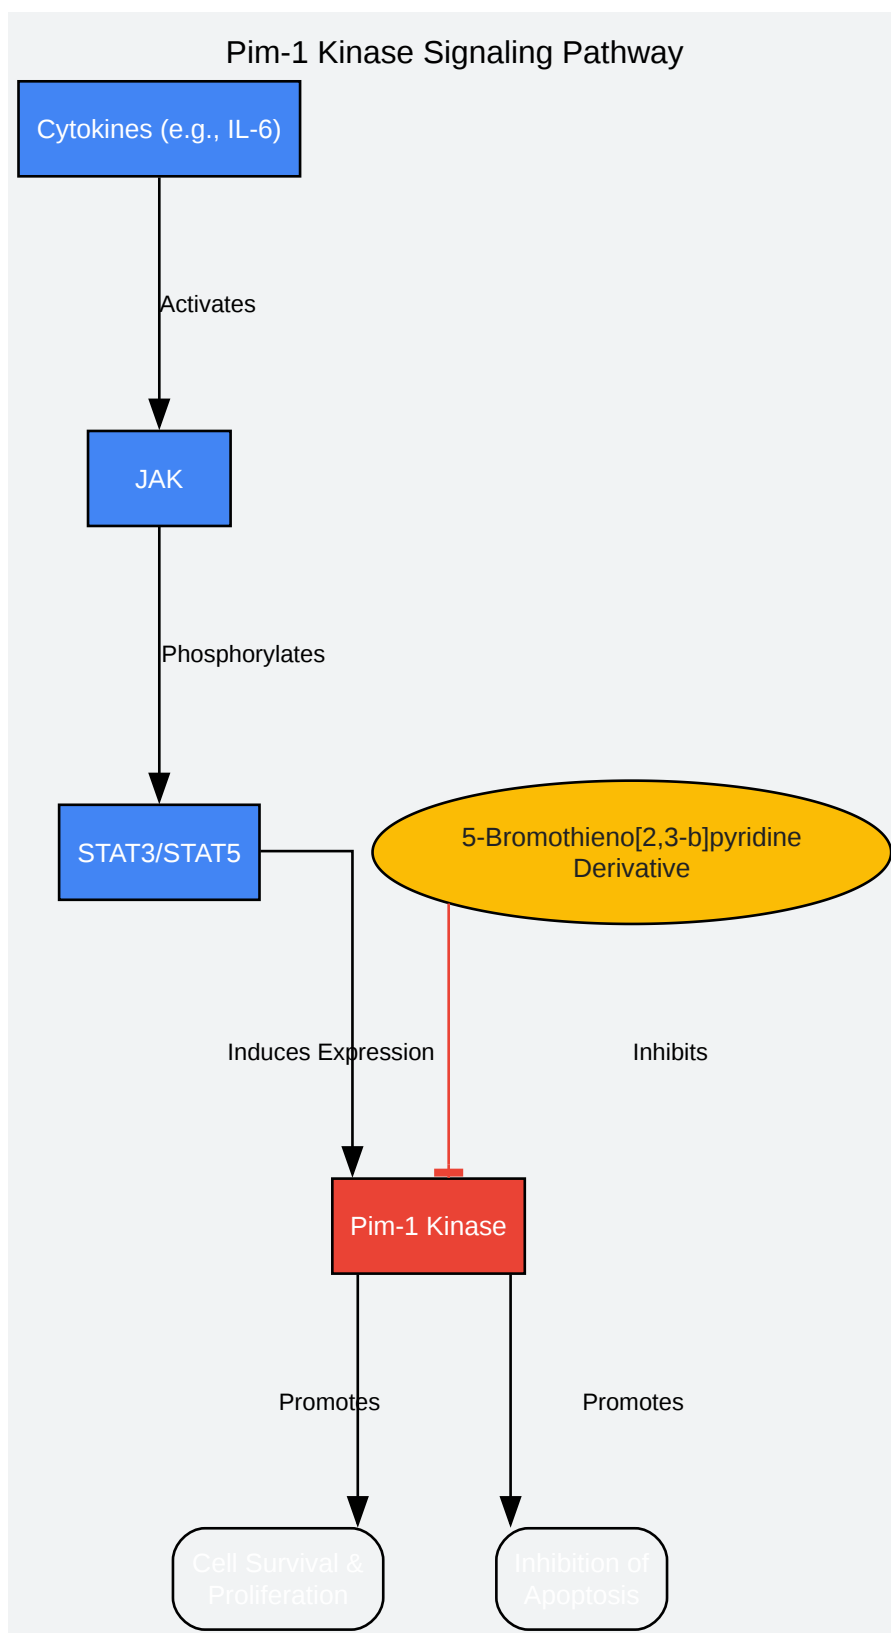 Pim-1 Kinase Signaling Pathway
Cytokines (e.g., IL-6)
Activates
JAK
Phosphorylates
STAT3/STAT5
5-Bromothieno[2,3-b]pyridine
Derivative
Induces Expression
Inhibits
Pim-1 Kinase
Promotes
Promotes
Cell Survival &
Proliferation
Inhibition of
Apoptosis